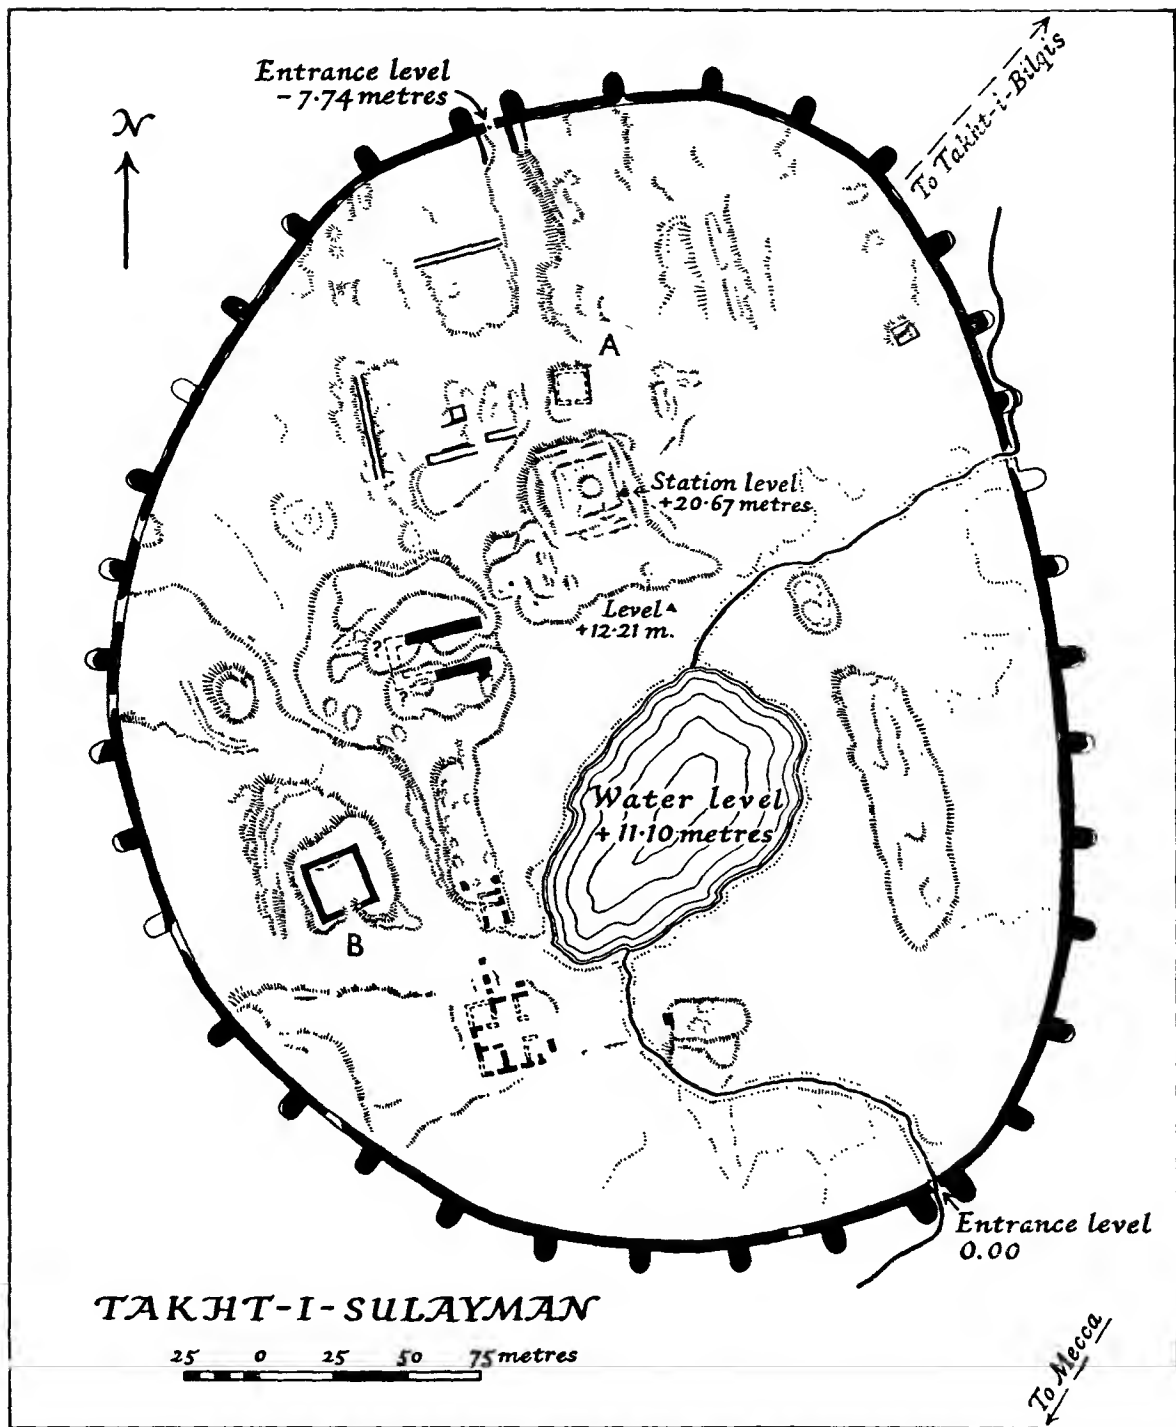 Entrance level
- 7·74 metres
N
To Takht-i-Bilqis
A
Station level
+20·67 metres
Level
+12·21 m.
?
?
Water level
+ 11·10 metres
B
Entrance level
0.00
TAKHT-I-SULAYMAN
25 0 25 50 75 metres
To Mecca